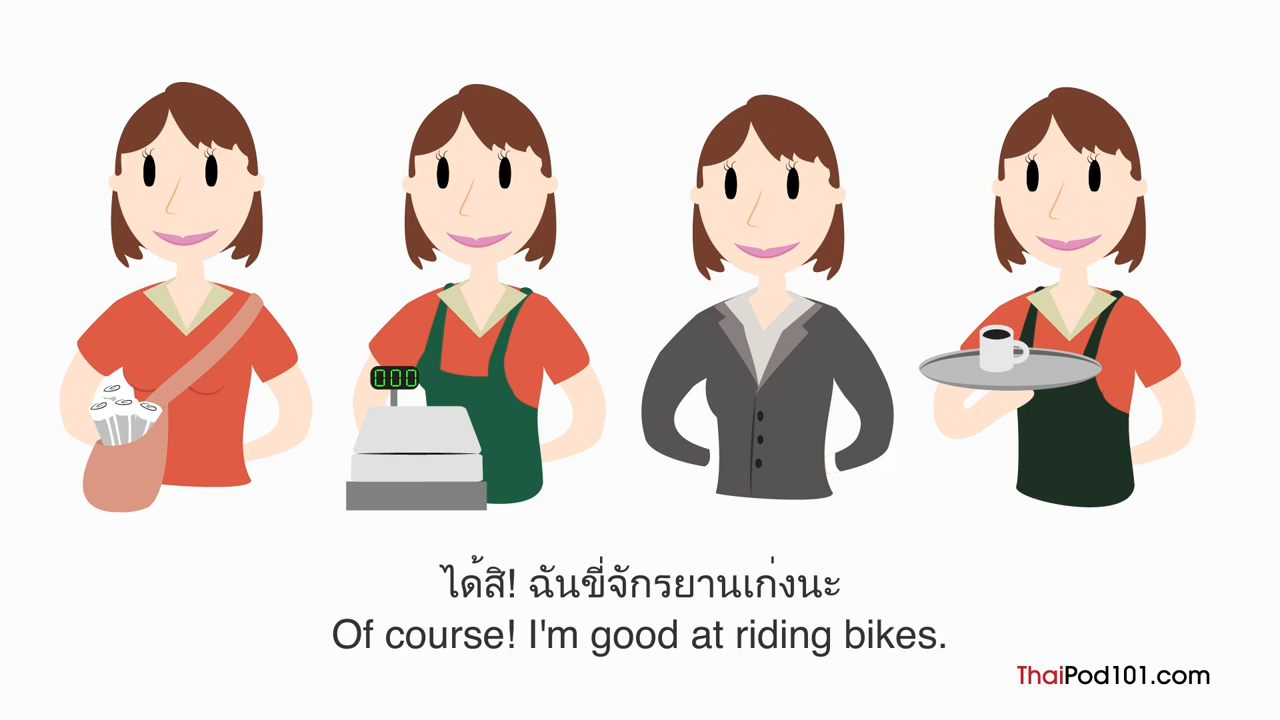 000
ได้สิ! ฉันขี่จักรยานเก่งนะ
Of course! I'm good at riding bikes.
ThaiPod101.com